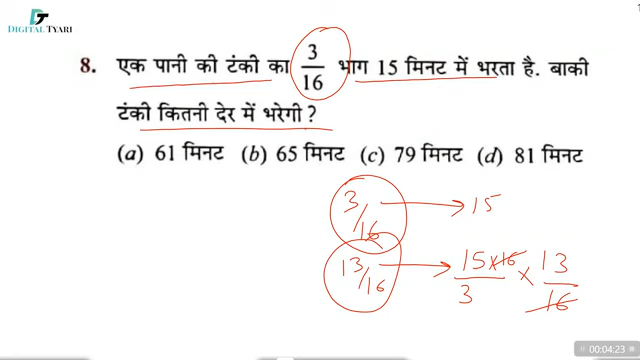 DT
DIGITAL TYARI
8. एक पानी की टंकी का 3/16 भाग 15 मिनट में भरता है. बाकी
टंकी कितनी देर में भरेगी ?
(a) 61 मिनट (b) 65 मिनट (c) 79 मिनट (d) 81 मिनट
3/16 → 15
13/16 → 15×16/3 × 13/16
00:04:23